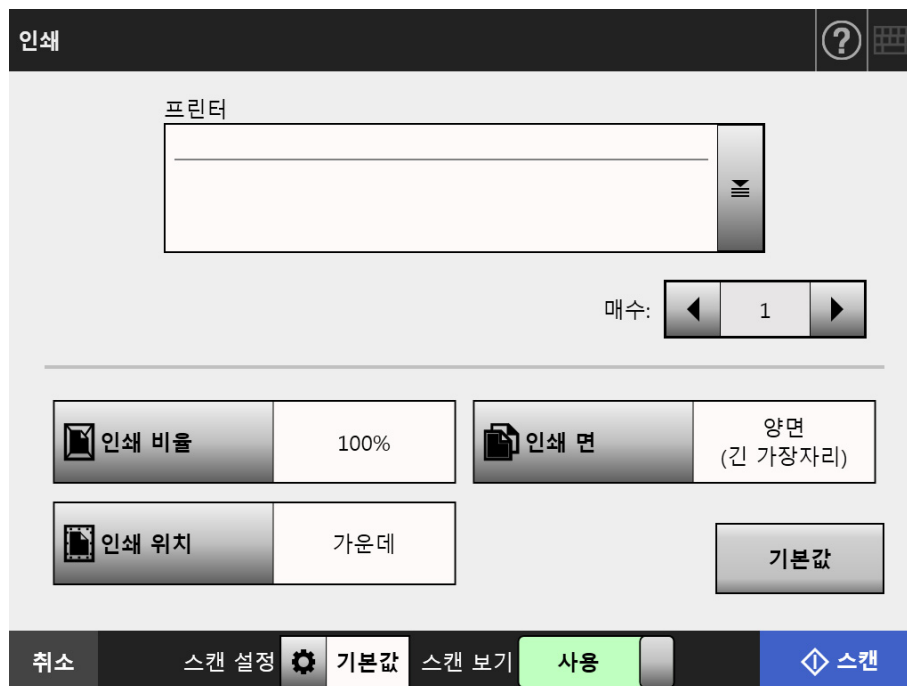 인쇄
프린터
매수: 1
인쇄 비율 100%
인쇄 면 양면
(긴 가장자리)
인쇄 위치 가운데
기본값
취소 스캔 설정 기본값 스캔 보기 사용 스캔